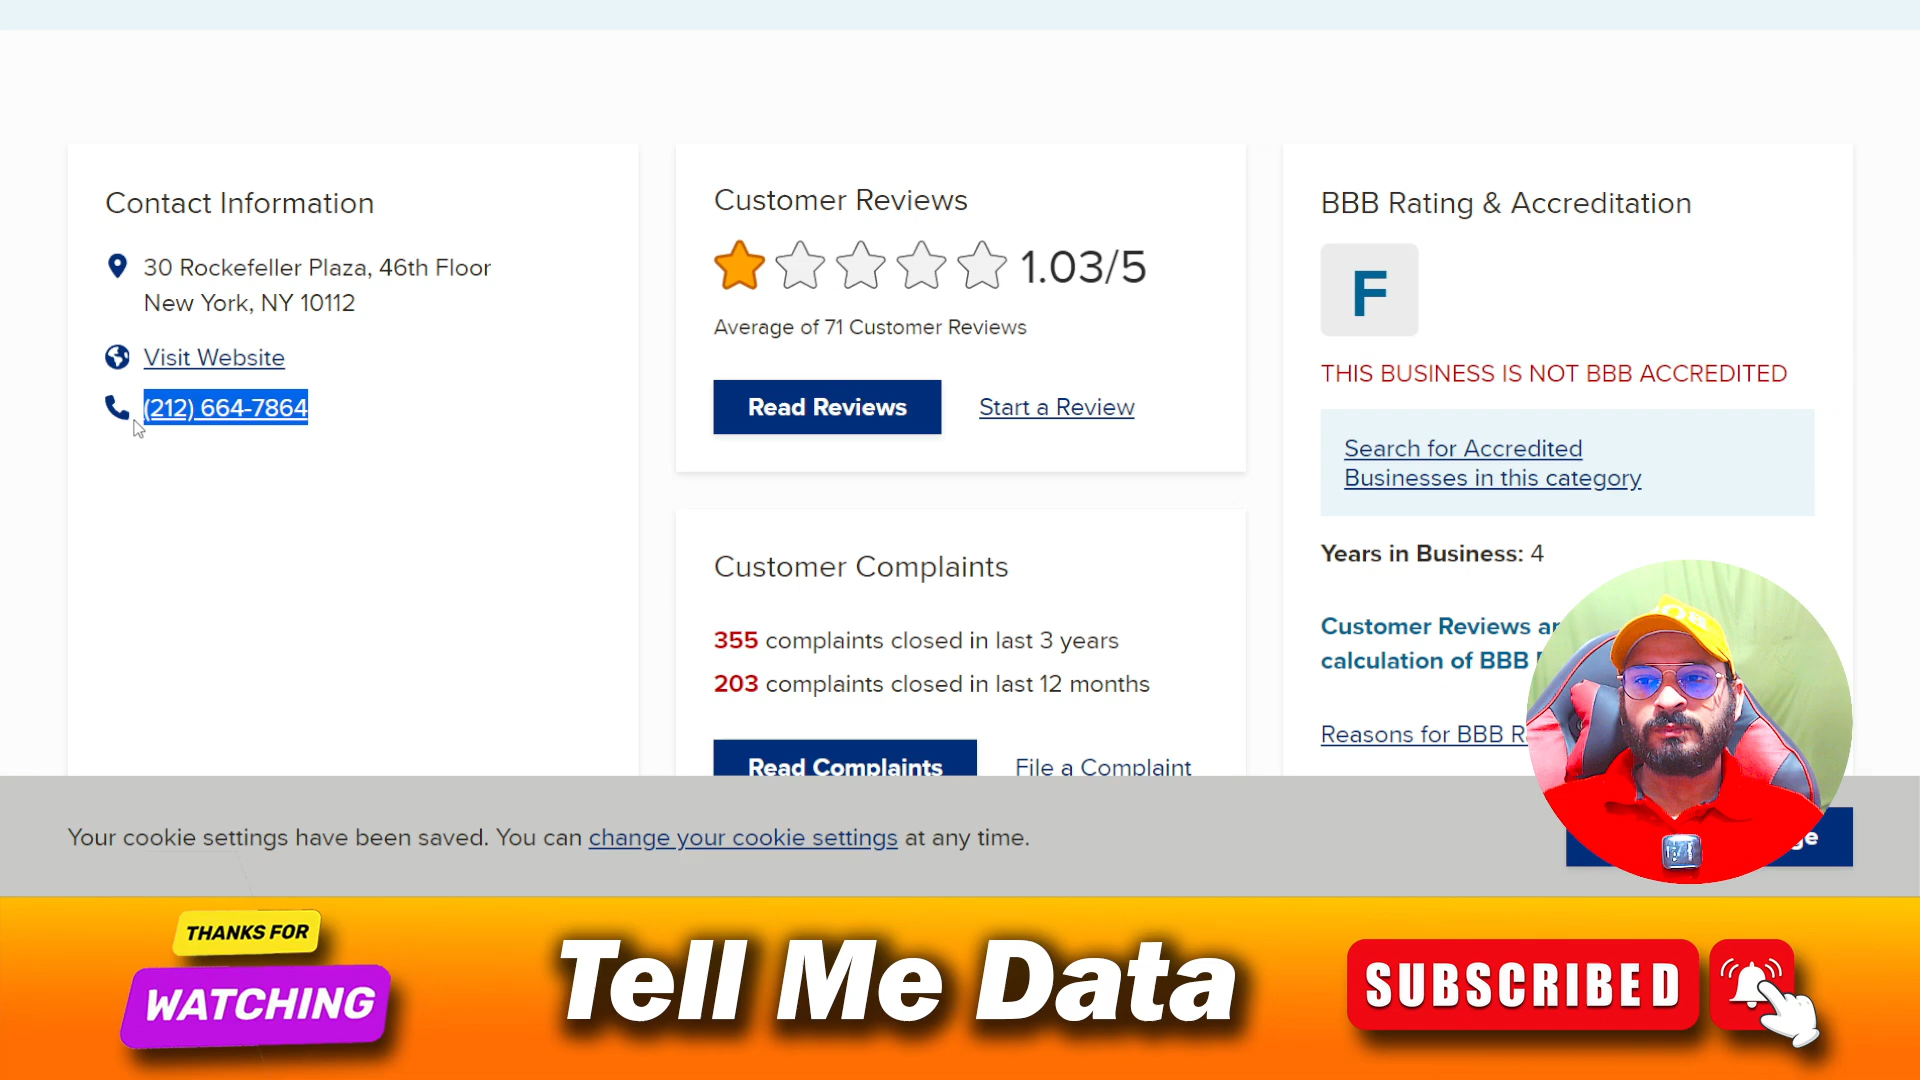 Contact Information
30 Rockefeller Plaza, 46th Floor
New York, NY 10112
Visit Website
(212) 664-7864
Customer Reviews
1.03/5
Average of 71 Customer Reviews
Read Reviews
Start a Review
Customer Complaints
355 complaints closed in last 3 years
203 complaints closed in last 12 months
Read Complaints
File a Complaint
BBB Rating & Accreditation
F
THIS BUSINESS IS NOT BBB ACCREDITED
Search for Accredited
Businesses in this category
Years in Business: 4
Customer Reviews ar
calculation of BBB
Reasons for BBB R
Your cookie settings have been saved. You can change your cookie settings at any time.
THANKS FOR
WATCHING
Tell Me Data
SUBSCRIBED